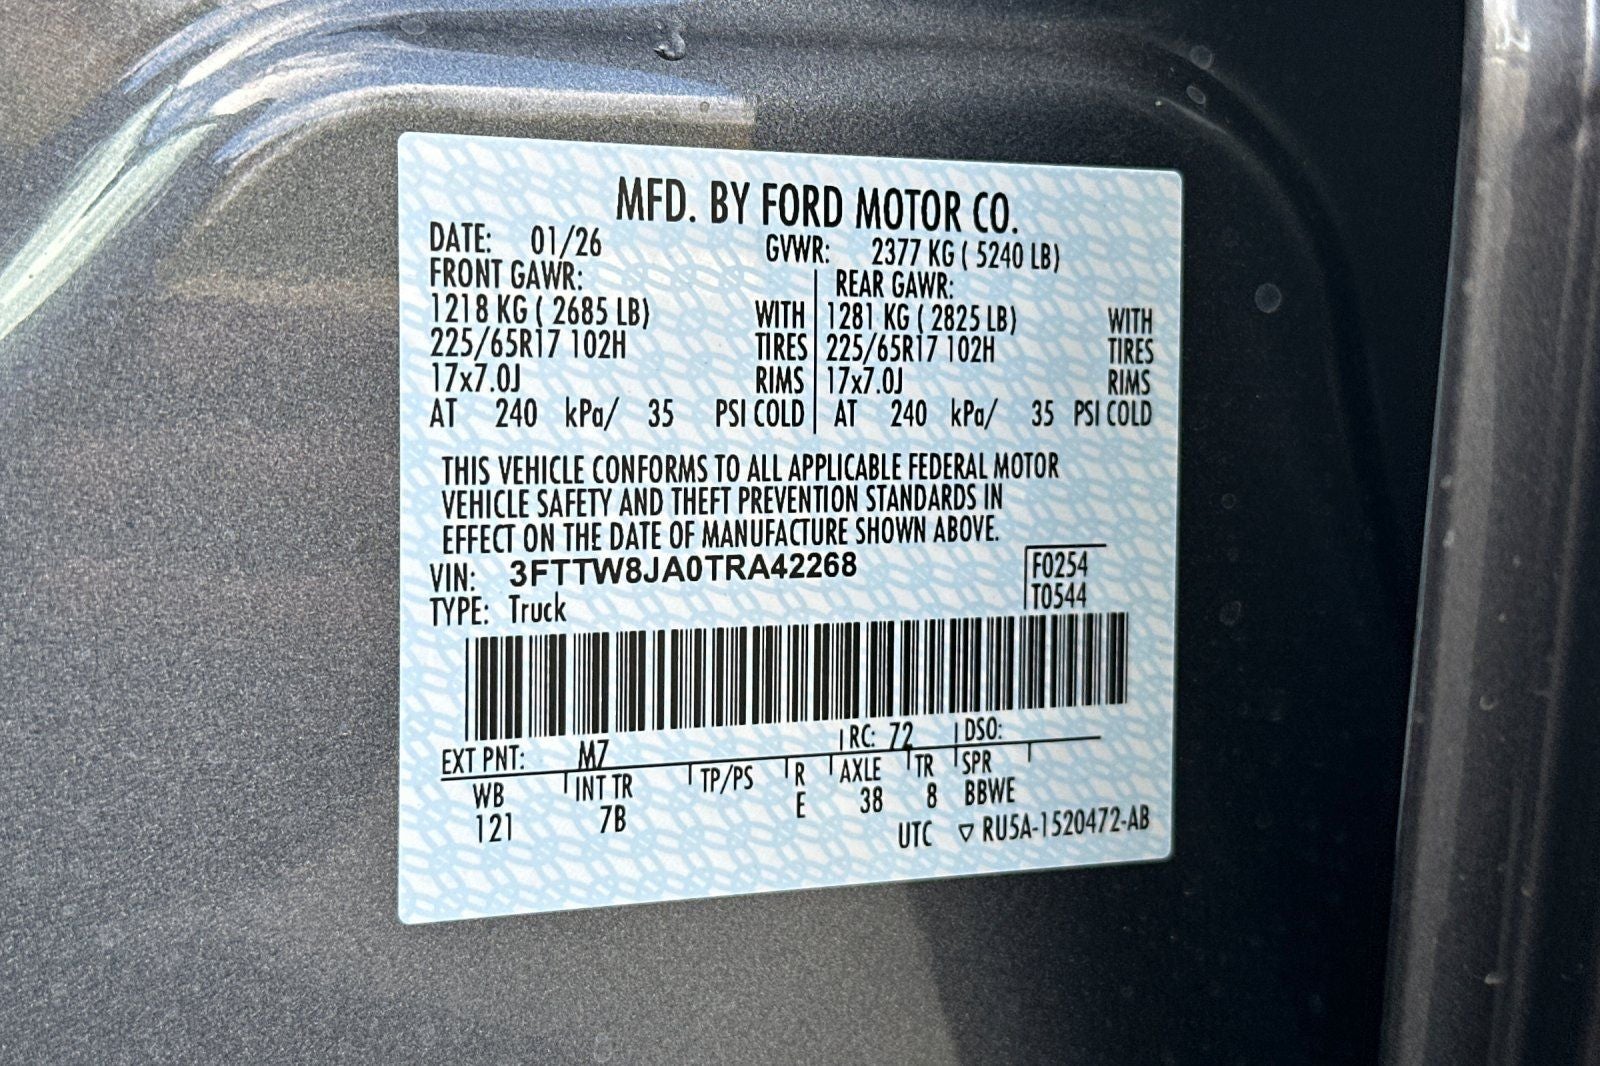 MFD. BY FORD MOTOR CO.
DATE: 01/26 GVWR: 2377 KG ( 5240 LB)
FRONT GAWR: REAR GAWR:
1218 KG ( 2685 LB) WITH 1281 KG ( 2825 LB) WITH
225/65R17 102H TIRES 225/65R17 102H TIRES
17x7.0J RIMS 17x7.0J RIMS
AT 240 kPa/ 35 PSI COLD AT 240 kPa/ 35 PSI COLD
THIS VEHICLE CONFORMS TO ALL APPLICABLE FEDERAL MOTOR
VEHICLE SAFETY AND THEFT PREVENTION STANDARDS IN
EFFECT ON THE DATE OF MANUFACTURE SHOWN ABOVE.
VIN: 3FTTW8JA0TRA42268 F0254
TYPE: Truck T0544
EXT PNT: M7 RC: 72 DSO:
WB INT TR TP/PS R AXLE TR SPR
121 7B E 38 8 BBWE
UTC ▽ RU5A-1520472-AB